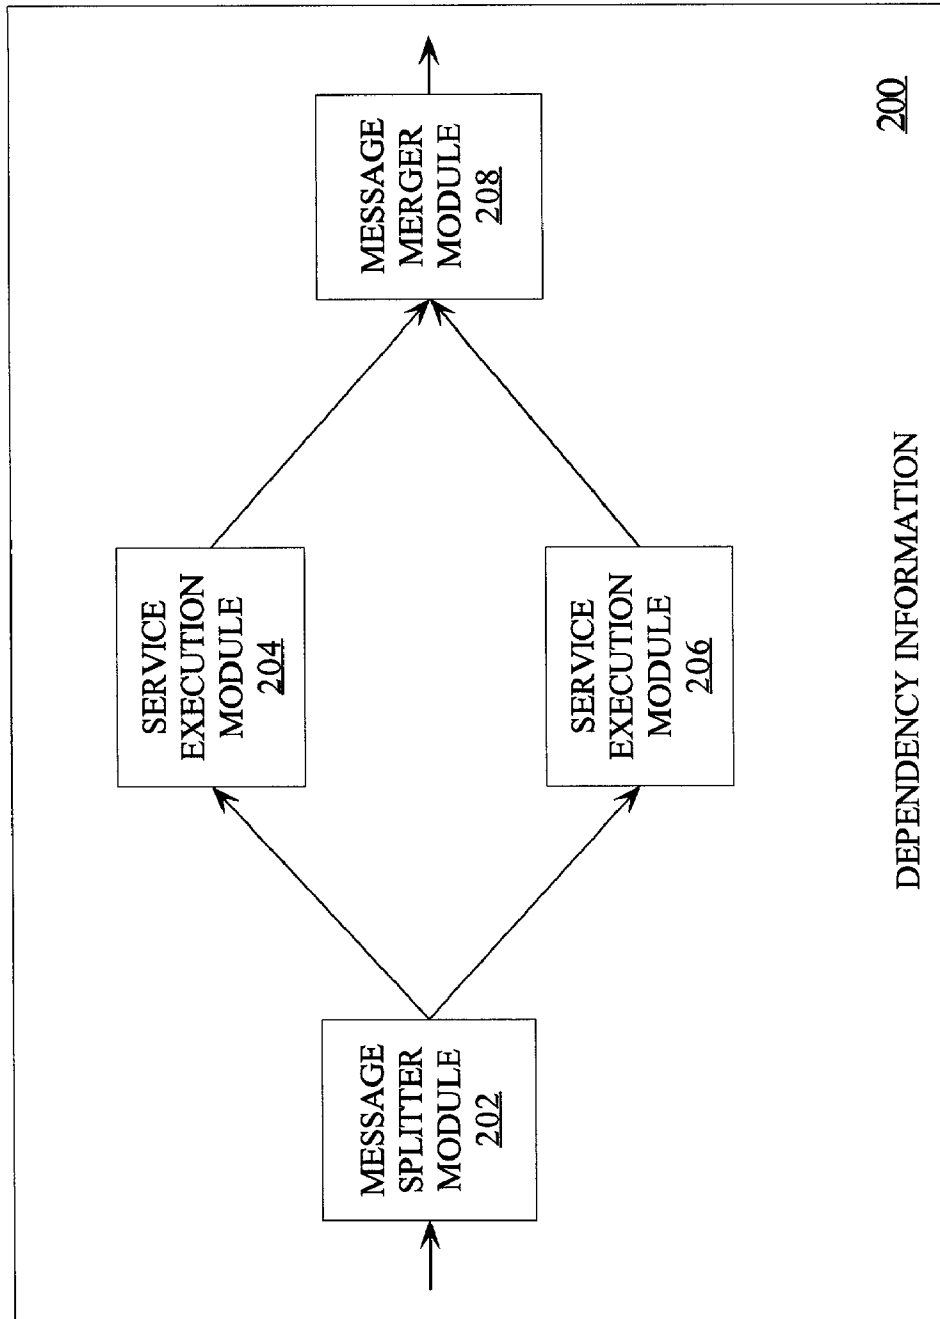 MESSAGE
SPLITTER
MODULE
202
SERVICE
EXECUTION
MODULE
204
SERVICE
EXECUTION
MODULE
206
MESSAGE
MERGER
MODULE
208
DEPENDENCY INFORMATION
200